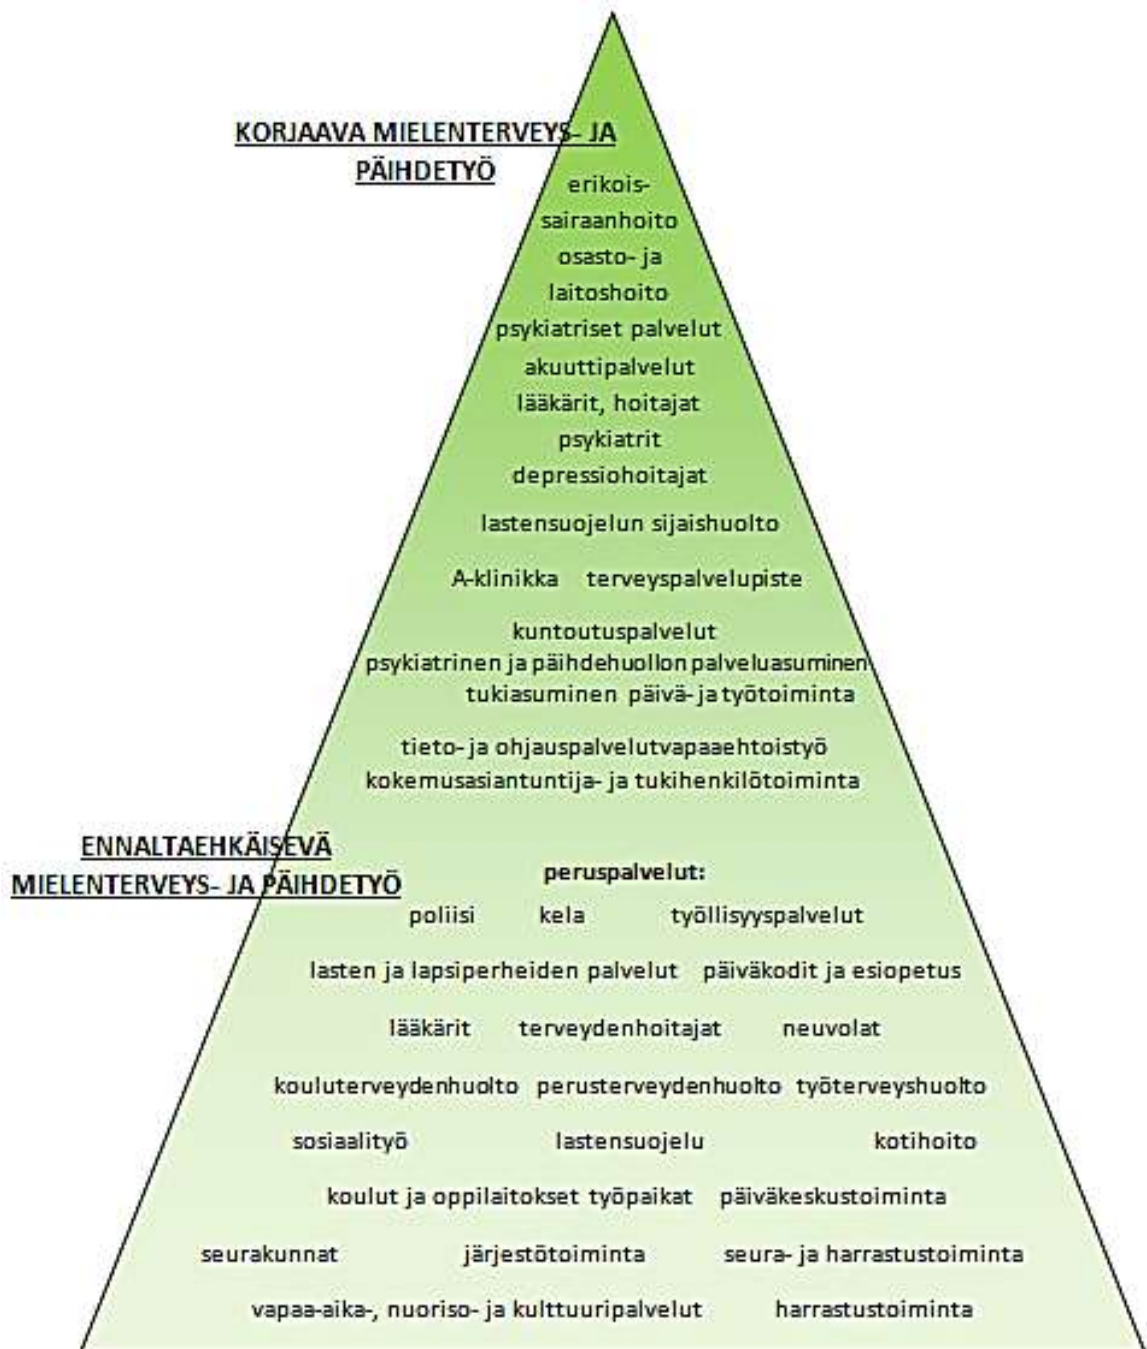 KORJAAVA MIELENTERVEYS- JA
PÄIHDETYÖ
erikois-
sairaanhoito
osasto- ja
laitoshoito
psykiatriset palvelut
akuuttipalvelut
lääkärit, hoitajat
psykiatrit
depressiohoitajat
lastensuojelun sijaishuolto
A-klinikka terveyspalvelupiste
kuntoutuspalvelut
psykiatrinen ja päihdehuollon palveluasuminen
tukiasuminen päivä- ja työtoiminta
tieto- ja ohjauspalvelutvapaaehtoistyö
kokemusasiantuntija- ja tukihenkilötoiminta
ENNALTAEHKÄISEVÄ
MIELENTERVEYS- JA PÄIHDETYÖ
peruspalvelut:
poliisi kela työllisyyspalvelut
lasten ja lapsiperheiden palvelut päiväkodit ja esiopetus
lääkärit terveydenhoitajat neuvolat
kouluterveydenhuolto perusterveydenhuolto työterveyshuolto
sosiaalityö lastensuojelu kotihoito
koulut ja oppilaitokset työpaikat päiväkeskustoiminta
seurakunnat järjestötoiminta seura- ja harrastustoiminta
vapaa-aika-, nuoriso- ja kulttuuripalvelut harrastustoiminta